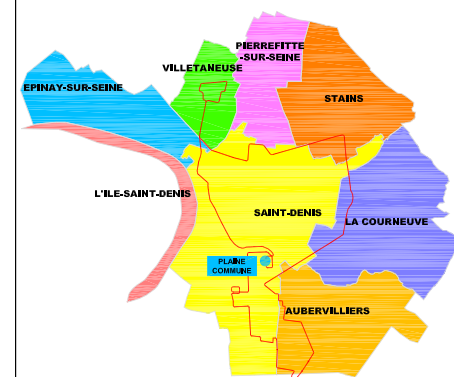 PIERREFITTE
-SUR-SEINE
VILLETANEUSE
EPINAY-SUR-SEINE
STAINS
L'ILE-SAINT-DENIS
SAINT-DENIS
LA COURNEUVE
PLAINE
COMMUNE
AUBERVILLIERS